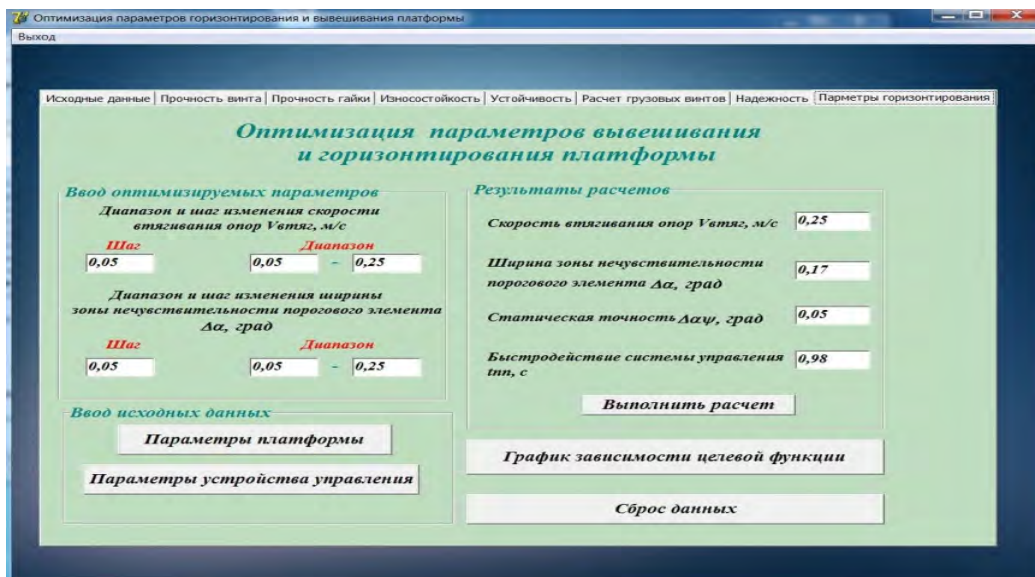 Оптимизация параметров горизонтирования и вывешивания платформы
Выход
Исходные данные Прочность винта Прочность гайки Износостойкость Устойчивость Расчет грузовых винтов Надежность Парметры горизонтирования
Оптимизация параметров вывешивания
и горизонтирования платформы
Ввод оптимизируемых параметров
Диапазон и шаг изменения скорости
втягивания опор Vвтяг, м/с
Шаг Диапазон
0,05 0,05 - 0,25
Диапазон и шаг изменения ширины
зоны нечувствительности порогового элемента
Δα, град
Шаг Диапазон
0,05 0,05 - 0,25
Ввод исходных данных
Параметры платформы
Параметры устройства управления
Результаты расчетов
Скорость втягивания опор Vвтяг, м/с 0,25
Ширина зоны нечувствительности
порогового элемента Δα, град 0,17
Статическая точность Δαψ, град 0,05
Быстродействие системы управления 0,98
tпп, с
Выполнить расчет
График зависимости целевой функции
Сброс данных